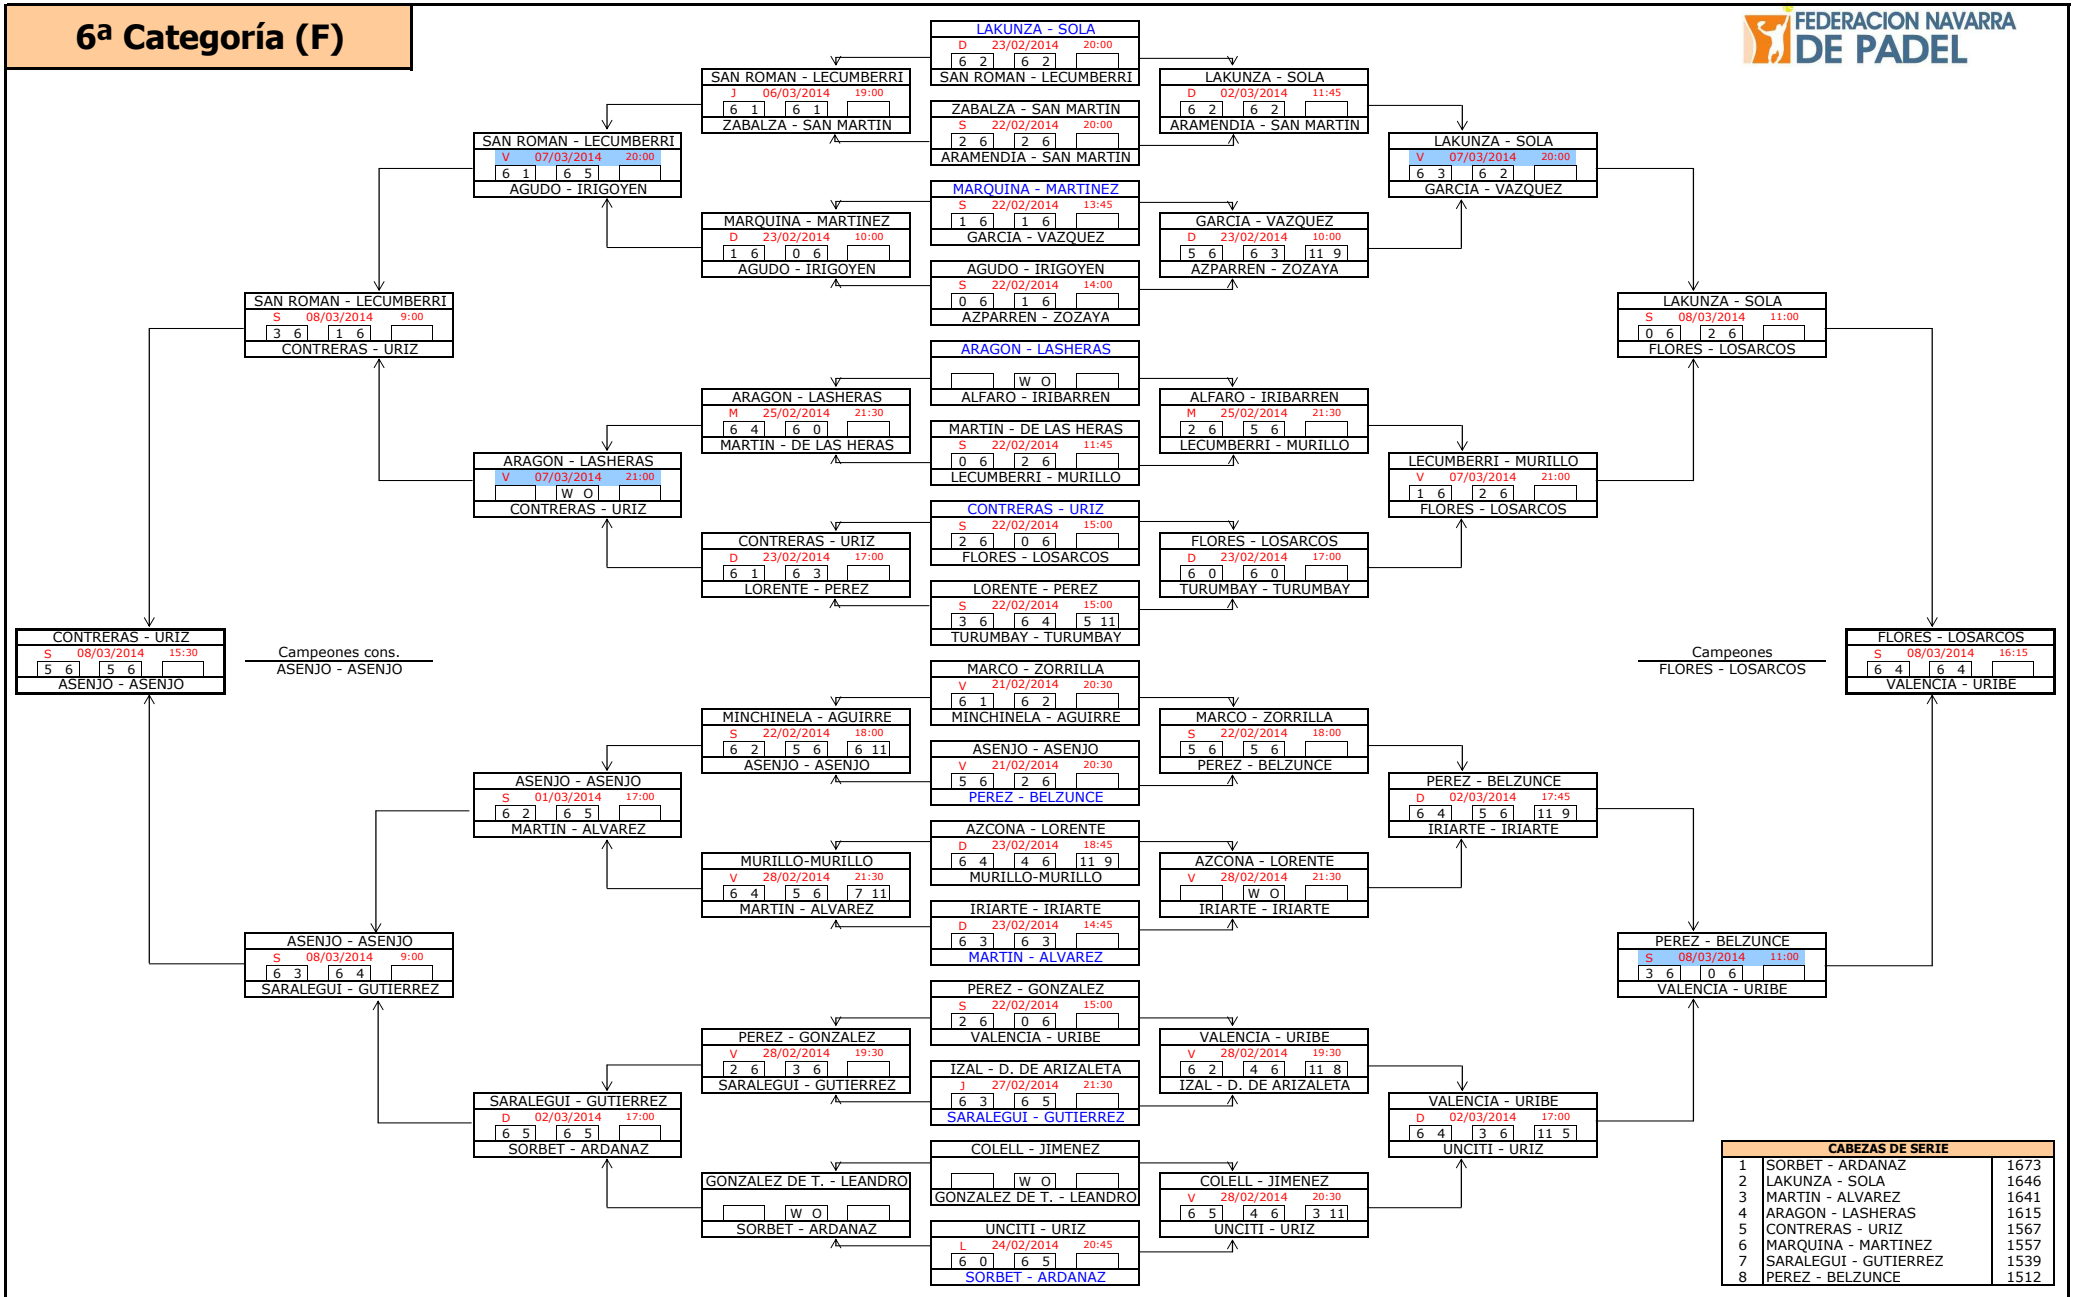 6ª Categoría (F)
FEDERACION NAVARRA
DE PADEL
LAKUNZA - SOLA
D 23/02/2014 20:00
6 2 6 2
SAN ROMAN - LECUMBERRI
ZABALZA - SAN MARTIN
S 22/02/2014 20:00
2 6 2 6
ARAMENDIA - SAN MARTIN
MARQUINA - MARTINEZ
S 22/02/2014 13:45
1 6 1 6
GARCIA - VAZQUEZ
AGUDO - IRIGOYEN
S 22/02/2014 14:00
0 6 1 6
AZPARREN - ZOZAYA
ARAGON - LASHERAS
W O
ALFARO - IRIBARREN
MARTIN - DE LAS HERAS
S 22/02/2014 11:45
0 6 2 6
LECUMBERRI - MURILLO
CONTRERAS - URIZ
S 22/02/2014 15:00
2 6 0 6
FLORES - LOSARCOS
LORENTE - PEREZ
S 22/02/2014 15:00
3 6 6 4 5 11
TURUMBAY - TURUMBAY
MARCO - ZORRILLA
V 21/02/2014 20:30
6 1 6 2
MINCHINELA - AGUIRRE
ASENJO - ASENJO
V 21/02/2014 20:30
5 6 2 6
PEREZ - BELZUNCE
AZCONA - LORENTE
D 23/02/2014 18:45
6 4 4 6 11 9
MURILLO-MURILLO
IRIARTE - IRIARTE
D 23/02/2014 14:45
6 3 6 3
MARTIN - ALVAREZ
PEREZ - GONZALEZ
S 22/02/2014 15:00
2 6 0 6
VALENCIA - URIBE
IZAL - D. DE ARIZALETA
J 27/02/2014 21:30
6 3 6 5
SARALEGUI - GUTIERREZ
COLELL - JIMENEZ
W O
GONZALEZ DE T. - LEANDRO
UNCITI - URIZ
L 24/02/2014 20:45
6 0 6 5
SORBET - ARDANAZ
SAN ROMAN - LECUMBERRI
J 06/03/2014 19:00
6 1 6 1
ZABALZA - SAN MARTIN
MARQUINA - MARTINEZ
D 23/02/2014 10:00
1 6 0 6
AGUDO - IRIGOYEN
ARAGON - LASHERAS
M 25/02/2014 21:30
6 4 6 0
MARTIN - DE LAS HERAS
CONTRERAS - URIZ
D 23/02/2014 17:00
6 1 6 3
LORENTE - PEREZ
MINCHINELA - AGUIRRE
S 22/02/2014 18:00
6 2 5 6 6 11
ASENJO - ASENJO
MURILLO-MURILLO
V 28/02/2014 21:30
6 4 5 6 7 11
MARTIN - ALVAREZ
PEREZ - GONZALEZ
V 28/02/2014 19:30
2 6 3 6
SARALEGUI - GUTIERREZ
GONZALEZ DE T. - LEANDRO
W O
SORBET - ARDANAZ
SAN ROMAN - LECUMBERRI
V 07/03/2014 20:00
6 1 6 5
AGUDO - IRIGOYEN
ARAGON - LASHERAS
V 07/03/2014 21:00
W O
CONTRERAS - URIZ
ASENJO - ASENJO
S 01/03/2014 17:00
6 2 6 5
MARTIN - ALVAREZ
SARALEGUI - GUTIERREZ
D 02/03/2014 17:00
6 5 6 5
SORBET - ARDANAZ
SAN ROMAN - LECUMBERRI
S 08/03/2014 9:00
3 6 1 6
CONTRERAS - URIZ
ASENJO - ASENJO
S 08/03/2014 9:00
6 3 6 4
SARALEGUI - GUTIERREZ
CONTRERAS - URIZ
S 08/03/2014 15:30
5 6 5 6
ASENJO - ASENJO
Campeones cons.
ASENJO - ASENJO
LAKUNZA - SOLA
D 02/03/2014 11:45
6 2 6 2
ARAMENDIA - SAN MARTIN
GARCIA - VAZQUEZ
D 23/02/2014 10:00
5 6 6 3 11 9
AZPARREN - ZOZAYA
ALFARO - IRIBARREN
M 25/02/2014 21:30
2 6 5 6
LECUMBERRI - MURILLO
FLORES - LOSARCOS
D 23/02/2014 17:00
6 0 6 0
TURUMBAY - TURUMBAY
MARCO - ZORRILLA
S 22/02/2014 18:00
5 6 5 6
PEREZ - BELZUNCE
AZCONA - LORENTE
V 28/02/2014 21:30
W O
IRIARTE - IRIARTE
VALENCIA - URIBE
V 28/02/2014 19:30
6 2 4 6 11 8
IZAL - D. DE ARIZALETA
COLELL - JIMENEZ
V 28/02/2014 20:30
6 5 4 6 3 11
UNCITI - URIZ
LAKUNZA - SOLA
V 07/03/2014 20:00
6 3 6 2
GARCIA - VAZQUEZ
LECUMBERRI - MURILLO
V 07/03/2014 21:00
1 6 2 6
FLORES - LOSARCOS
PEREZ - BELZUNCE
D 02/03/2014 17:45
6 4 5 6 11 9
IRIARTE - IRIARTE
VALENCIA - URIBE
D 02/03/2014 17:00
6 4 3 6 11 5
UNCITI - URIZ
LAKUNZA - SOLA
S 08/03/2014 11:00
0 6 2 6
FLORES - LOSARCOS
PEREZ - BELZUNCE
S 08/03/2014 11:00
3 6 0 6
VALENCIA - URIBE
Campeones
FLORES - LOSARCOS
FLORES - LOSARCOS
S 08/03/2014 16:15
6 4 6 4
VALENCIA - URIBE
CABEZAS DE SERIE
1 SORBET - ARDANAZ 1673
2 LAKUNZA - SOLA 1646
3 MARTIN - ALVAREZ 1641
4 ARAGON - LASHERAS 1615
5 CONTRERAS - URIZ 1567
6 MARQUINA - MARTINEZ 1557
7 SARALEGUI - GUTIERREZ 1539
8 PEREZ - BELZUNCE 1512